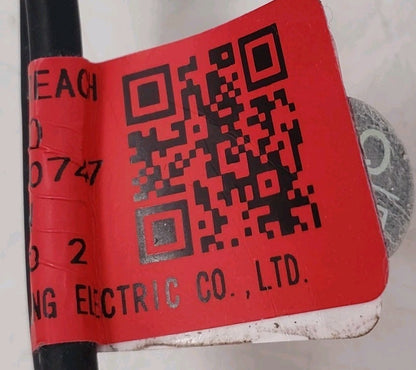 EACH
0747
2
NG ELECTRIC CO.,LTD.